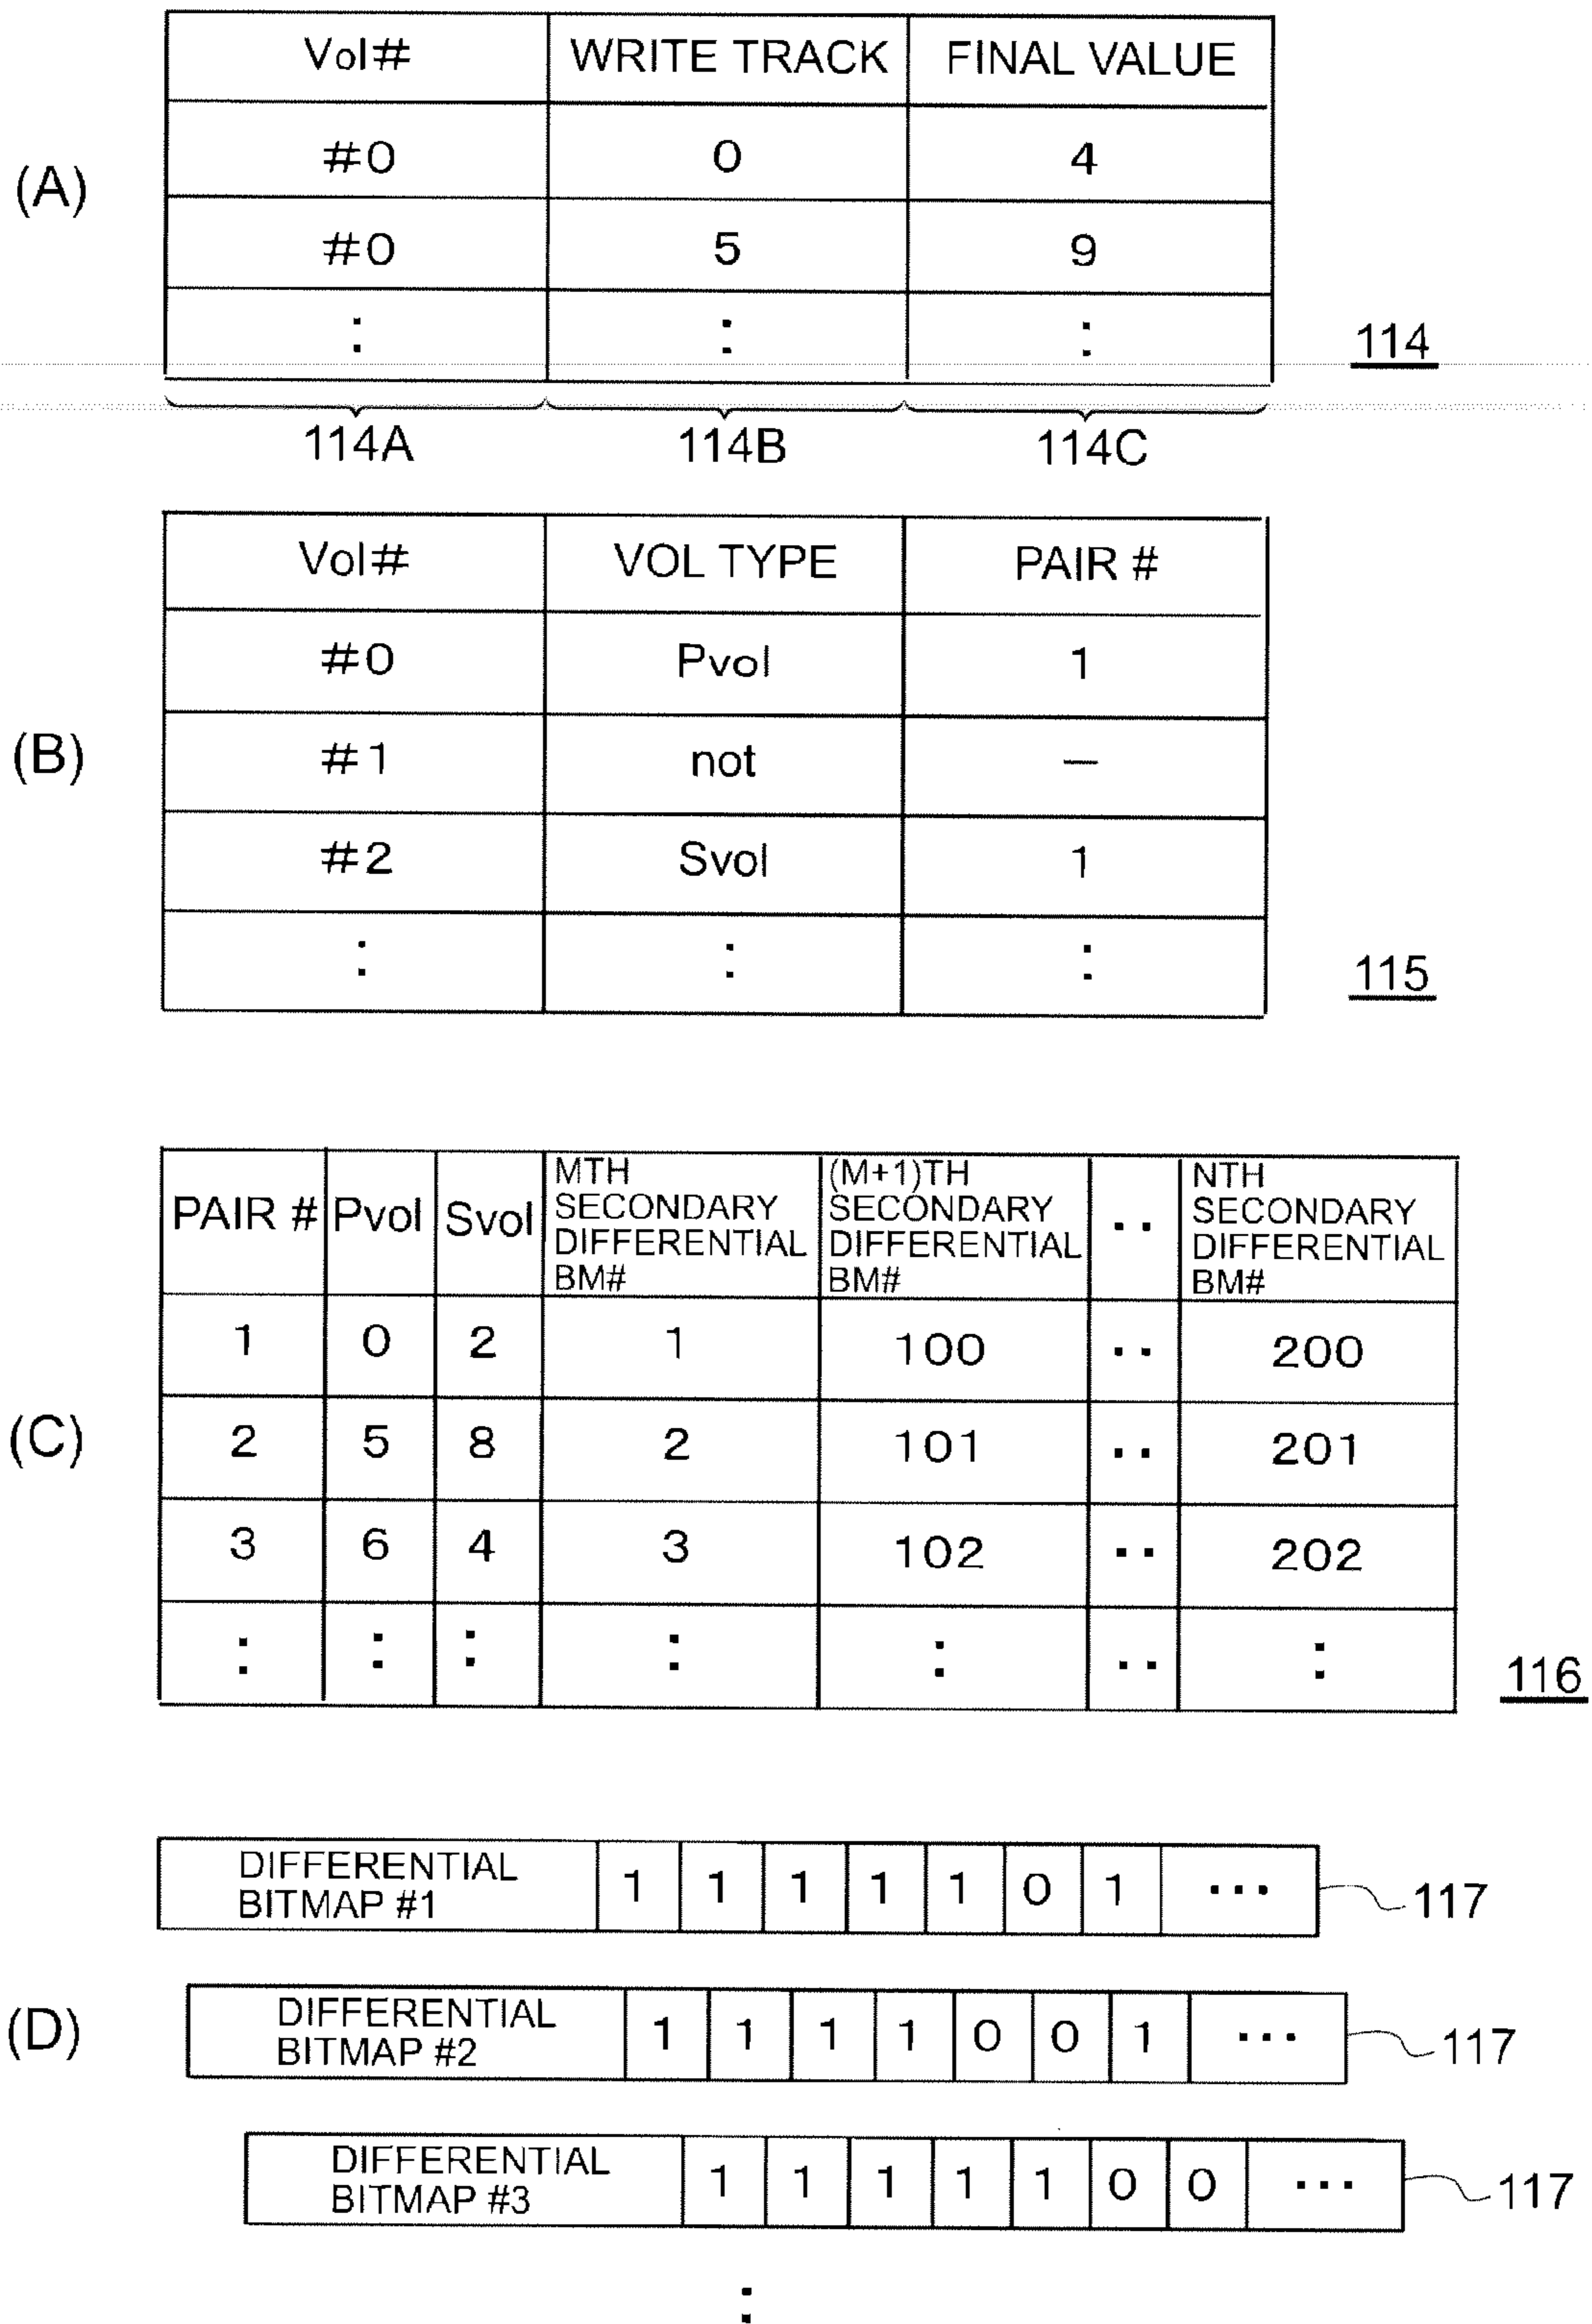 Vol# WRITE TRACK FINAL VALUE
#0 0 4
(A)
#0 5 9
: : :
114
114A 114B 114C
Vol# VOL TYPE PAIR #
#0 Pvol 1
(B)
#1 not –
#2 Svol 1
: : :
115
PAIR # Pvol Svol MTH SECONDARY DIFFERENTIAL BM# (M+1)TH SECONDARY DIFFERENTIAL BM# ·· NTH SECONDARY DIFFERENTIAL BM#
1 0 2 1 100 ·· 200
(C)
2 5 8 2 101 ·· 201
3 6 4 3 102 ·· 202
: : : : : ·· :
116
DIFFERENTIAL
BITMAP #1
1 1 1 1 1 0 1 ···
117
(D)
DIFFERENTIAL
BITMAP #2
1 1 1 1 0 0 1 ···
117
DIFFERENTIAL
BITMAP #3
1 1 1 1 1 0 0 ···
117
: